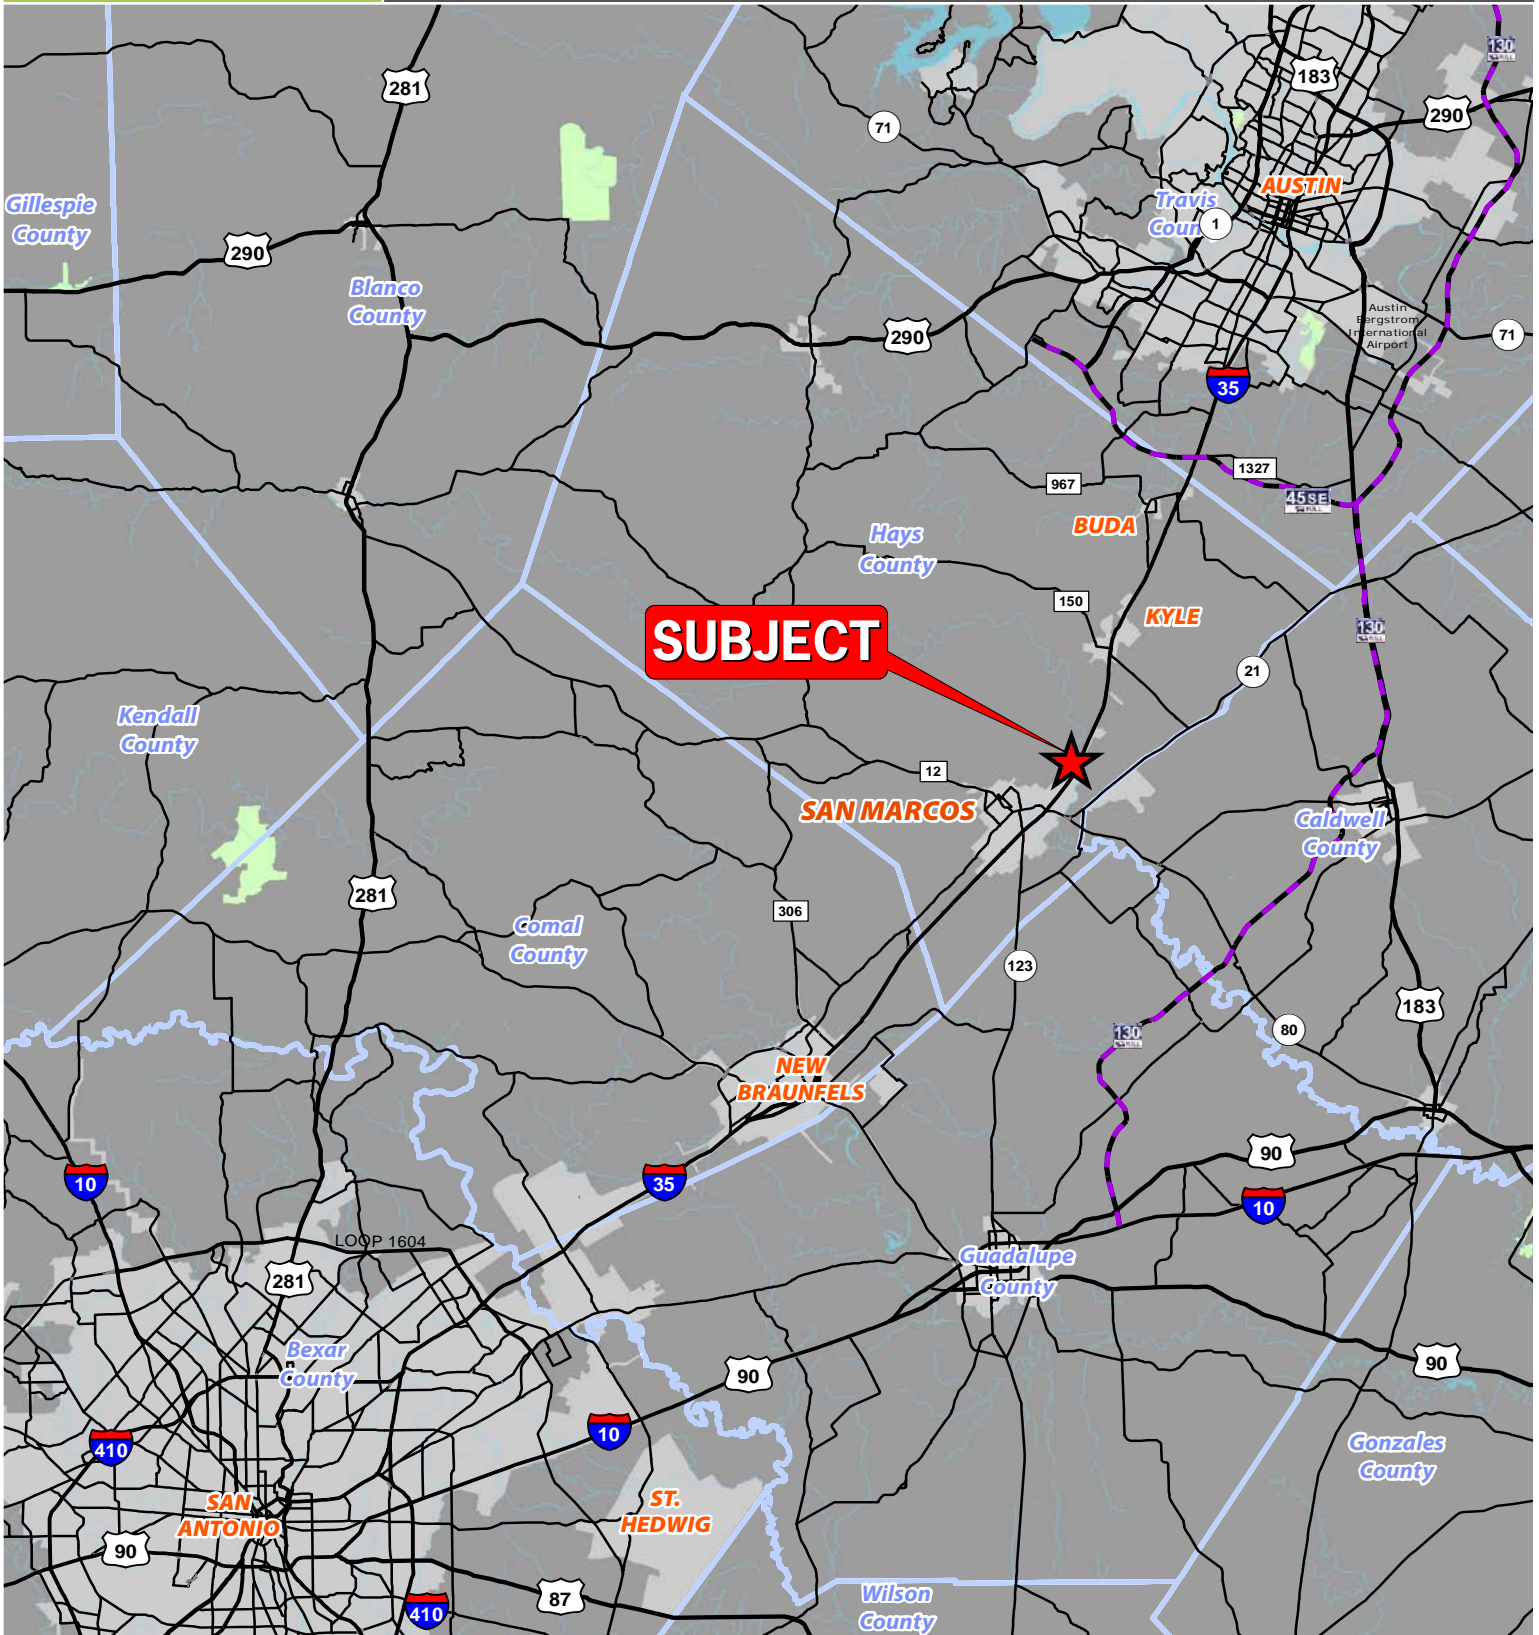 130
183
281
290
71
AUSTIN
Gillespie
County
Travis
Coun
1
290
Blanco
County
Austin
Bergstrom
International
Airport
290
71
35
1327
967
45SE
BUDA
Hays
County
150
KYLE
130
SUBJECT
21
Kendall
County
12
SAN MARCOS
Caldwell
County
281
306
Comal
County
123
183
80
130
NEW
BRAUNFELS
90
10
35
10
LOOP 1604
Guadalupe
County
281
Bexar
County
90
90
10
410
Gonzales
County
SAN
ANTONIO
ST.
HEDWIG
90
87
Wilson
County
410